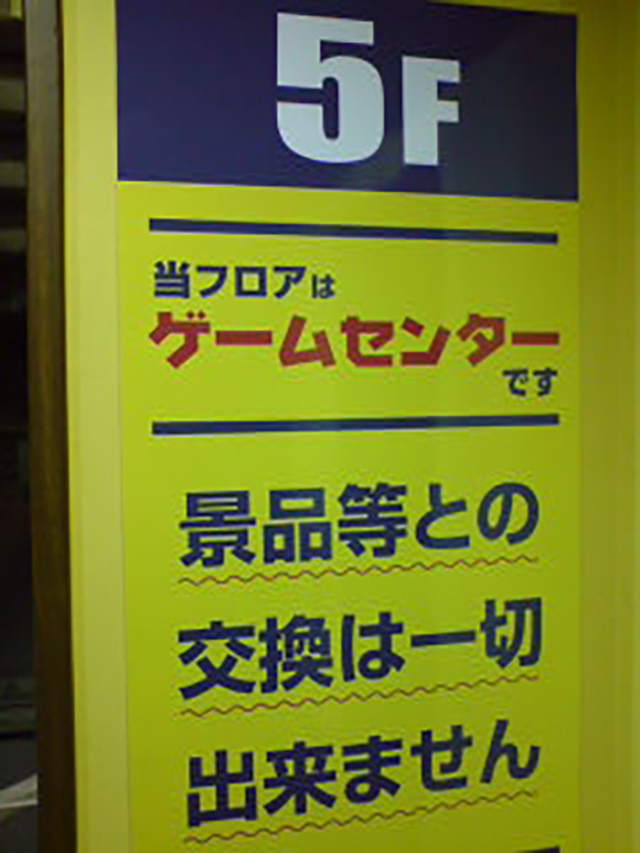 5F
当フロアは
ゲームセンター
です
景品等との
交換は一切
出来ません